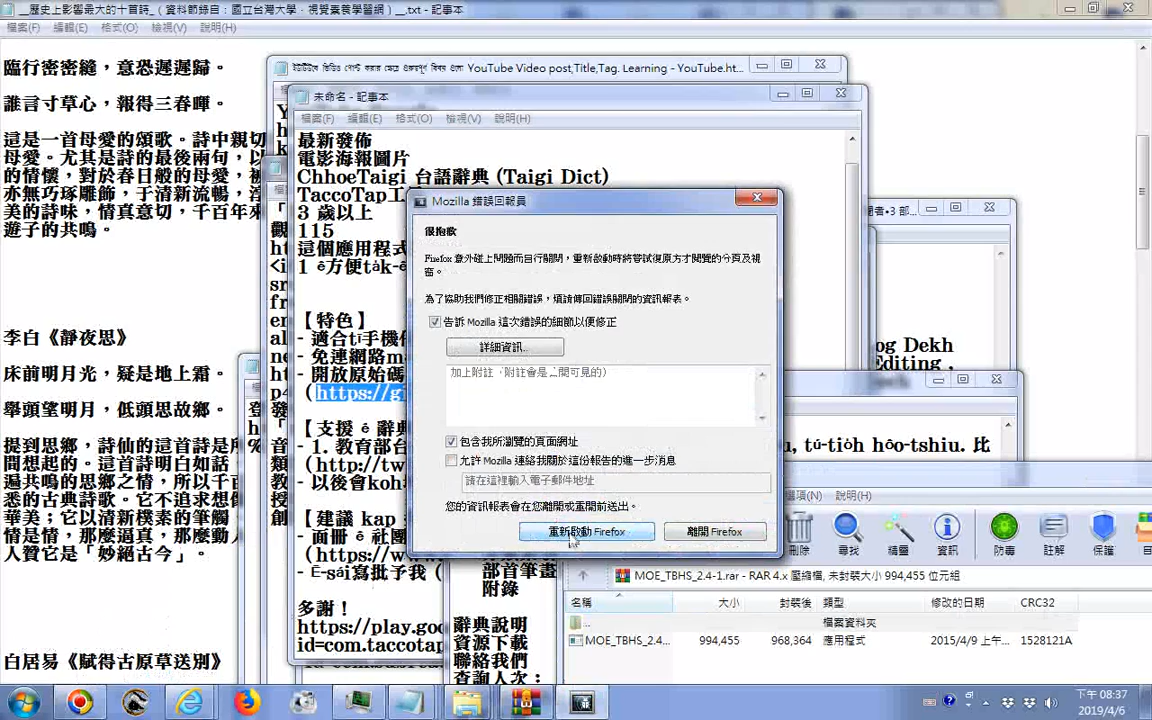 __歷史上影響最大的十首詩_（資料節錄自：國立台灣大學‧視覺素養學習網）__.txt - 記事本
檔案(F) 編輯(E) 格式(O) 檢視(V) 說明(H)
臨行密密縫，意恐遲遲歸。
誰言寸草心，報得三春暉。
這是一首母愛的頌歌。詩中親切
母愛。尤其是詩的最後兩句，以
的情懷，對於春日般的母愛，
亦無巧琢雕飾，于清新流暢，
美的詩味，情真意切，千百年來
遊子的共鳴。
李白《靜夜思》
床前明月光，疑是地上霜。
舉頭望明月，低頭思故鄉。
提到思鄉，詩仙的這首詩是所
間想起的。這首詩明白如話，
遍共鳴的思鄉之情，所以千百
悉的古典詩歌。它不追求想像
華美；它以清新樸素的筆觸，
情是情，那麼逼真，那麼動人
人贊它是「妙絕古今」。
白居易《賦得古原草送別》
YouTube Video post,Title,Tag. Learning - YouTube.ht...
未命名 - 記事本
檔案(F) 編輯(E) 格式(O) 檢視(V) 說明(H)
最新發佈
電影海報圖片
ChhoeTaigi 台語辭典 (Taigi Dict)
TaccoTap工
3 歲以上
115
這個應用程式
1 ê方便ta̍k-ê
【特色】
- 適合tī手機
- 免連網路
- 開放原始碼
(https://gi
【支援 ê 辭典
- 1. 教育部台
(http://tw
- 以後會koh
【建議 kap
- 面冊 ê 社團
(https://w
- Ē-sái寫批予我 (
多謝！
https://play.goo
id=com.taccotap
Mozilla 錯誤回報員
很抱歉
Firefox 意外碰上問題而自行關閉，重新啟動時將嘗試復原方才閱覽的分頁及視
窗。
為了協助我們修正相關錯誤，煩請傳回錯誤關閉的資訊報表。
告訴 Mozilla 這次錯誤的細節以便修正
詳細資訊...
加上附註（附註會是公開可見的）
包含我所瀏覽的頁面網址
允許 Mozilla 連絡我關於這份報告的進一步消息
請在這裡輸入電子郵件地址
您的資訊報表會在您離開或重開前送出。
重新啟動 Firefox 離開 Firefox
部首筆畫
附錄
辭典說明
資源下載
聯絡我們
查詢人次：
og Dekh
Editing ,
u, tú-tio̍h hō-tshiu. 比
選項(N) 說明(H)
刪除 尋找 精靈 資訊 防毒 註解 保護
MOE_TBHS_2.4-1.rar - RAR 4.x 壓縮檔, 未封裝大小 994,455 位元組
名稱 大小 封裝後 類型 修改的日期 CRC32
.. 檔案資料夾
MOE_TBHS_2.4... 994,455 968,364 應用程式 2015/4/9 上午... 1528121A
下午 08:37
2019/4/6